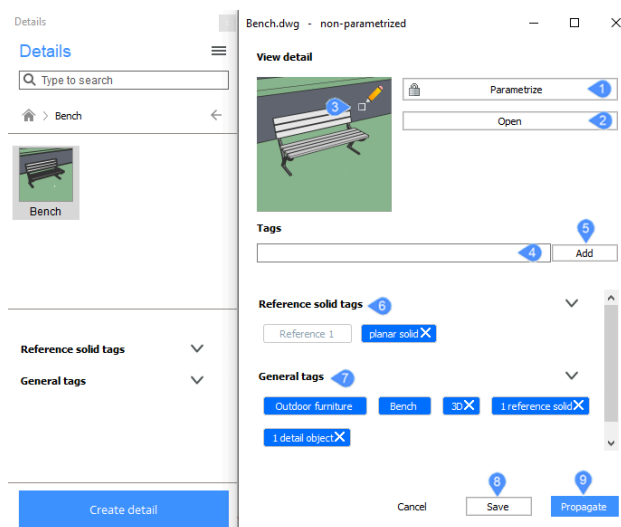 Details
Details
Type to search
> Bench
Bench
Reference solid tags
General tags
Create detail
Bench.dwg - non-parametrized
View detail
3
Parametrize 1
Open 2
Tags
5
4 Add
Reference solid tags 6
Reference 1 planar solid X
General tags 7
Outdoor furniture Bench 3D X 1 reference solid X
1 detail object X
8 9
Cancel Save Propagate